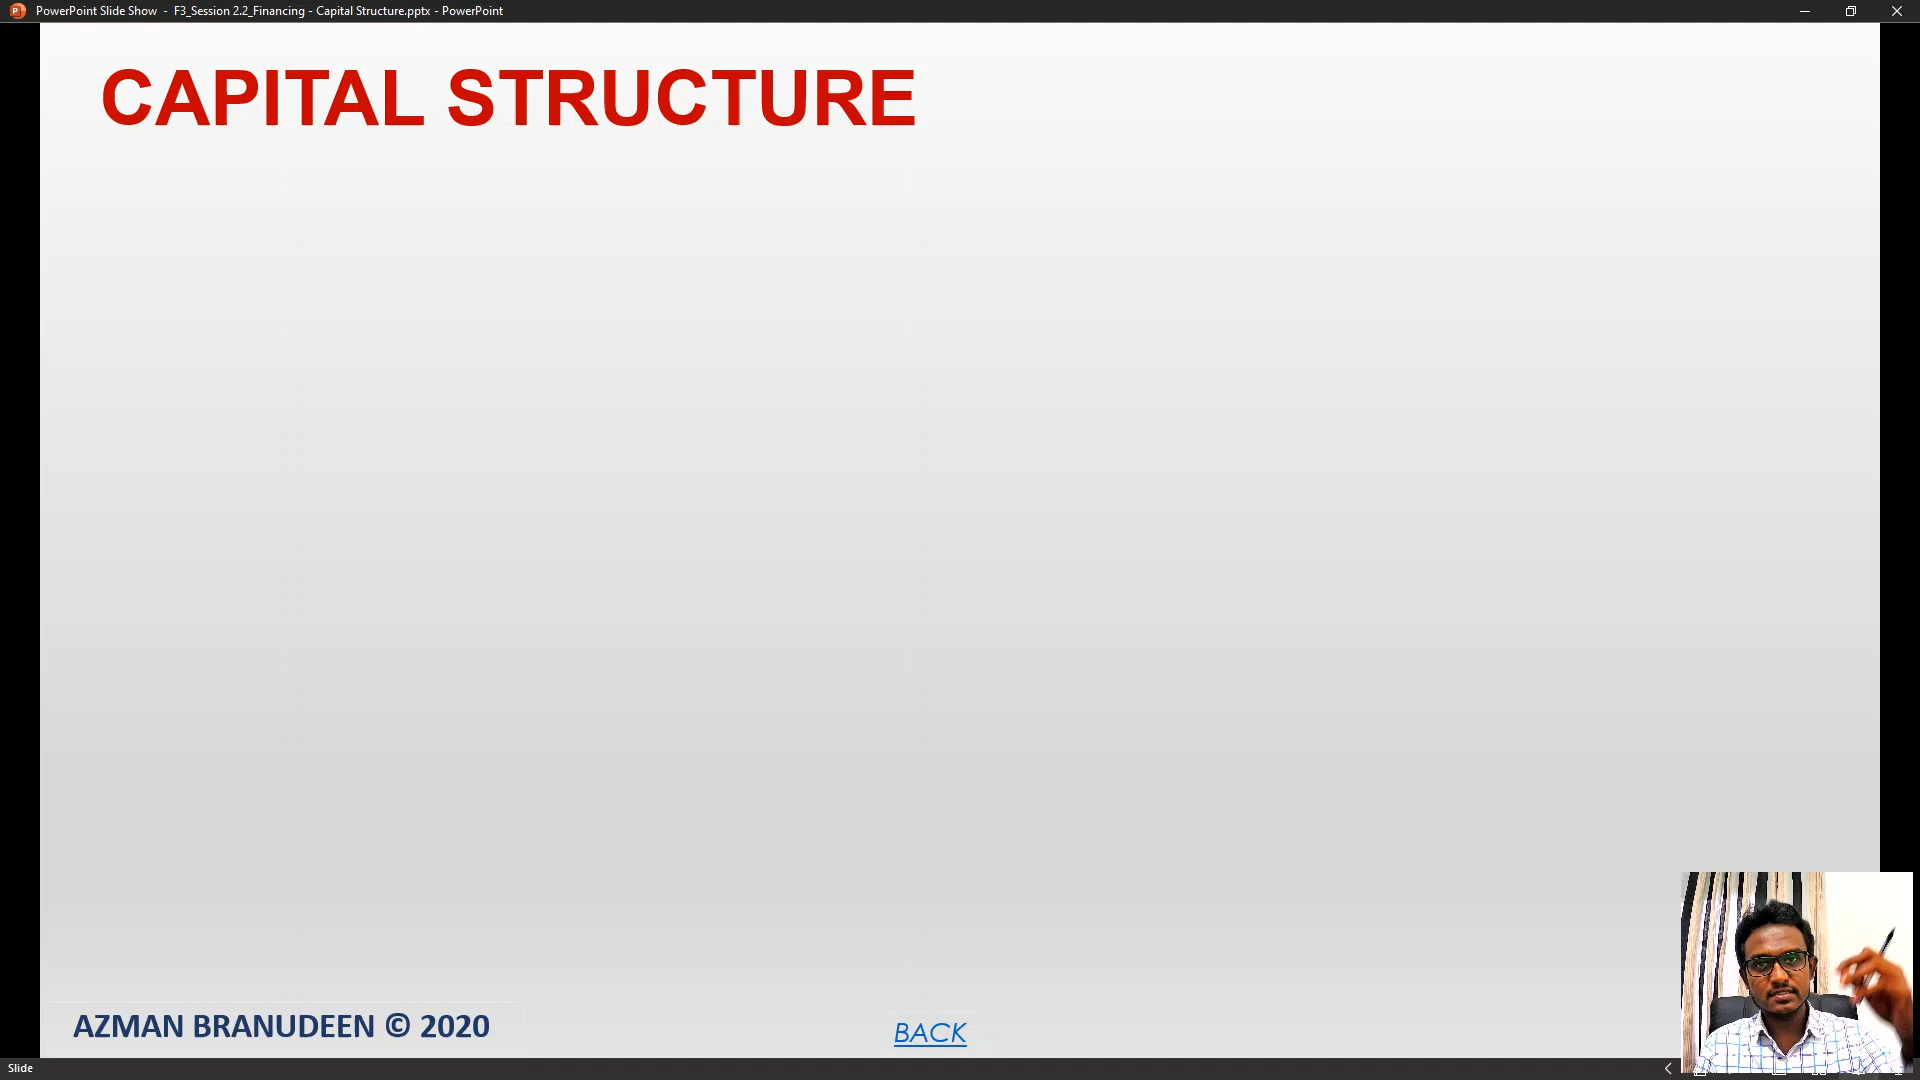 PowerPoint Slide Show - F3_Session 2.2_Financing - Capital Structure.pptx - PowerPoint
CAPITAL STRUCTURE
AZMAN BRANUDEEN © 2020
BACK
Slide